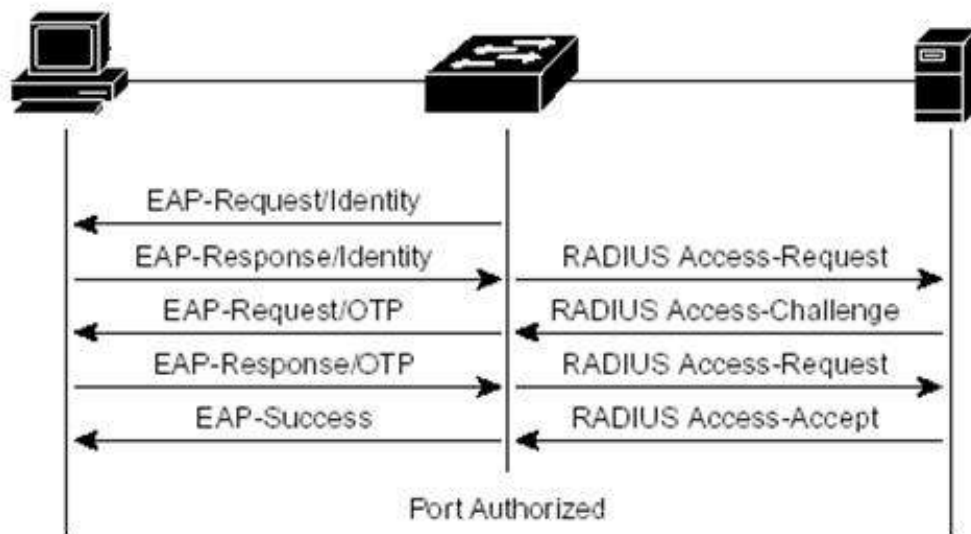 EAP-Request/Identity
EAP-Response/Identity
RADIUS Access-Request
EAP-Request/OTP
RADIUS Access-Challenge
EAP-Response/OTP
RADIUS Access-Request
EAP-Success
RADIUS Access-Accept
Port Authorized